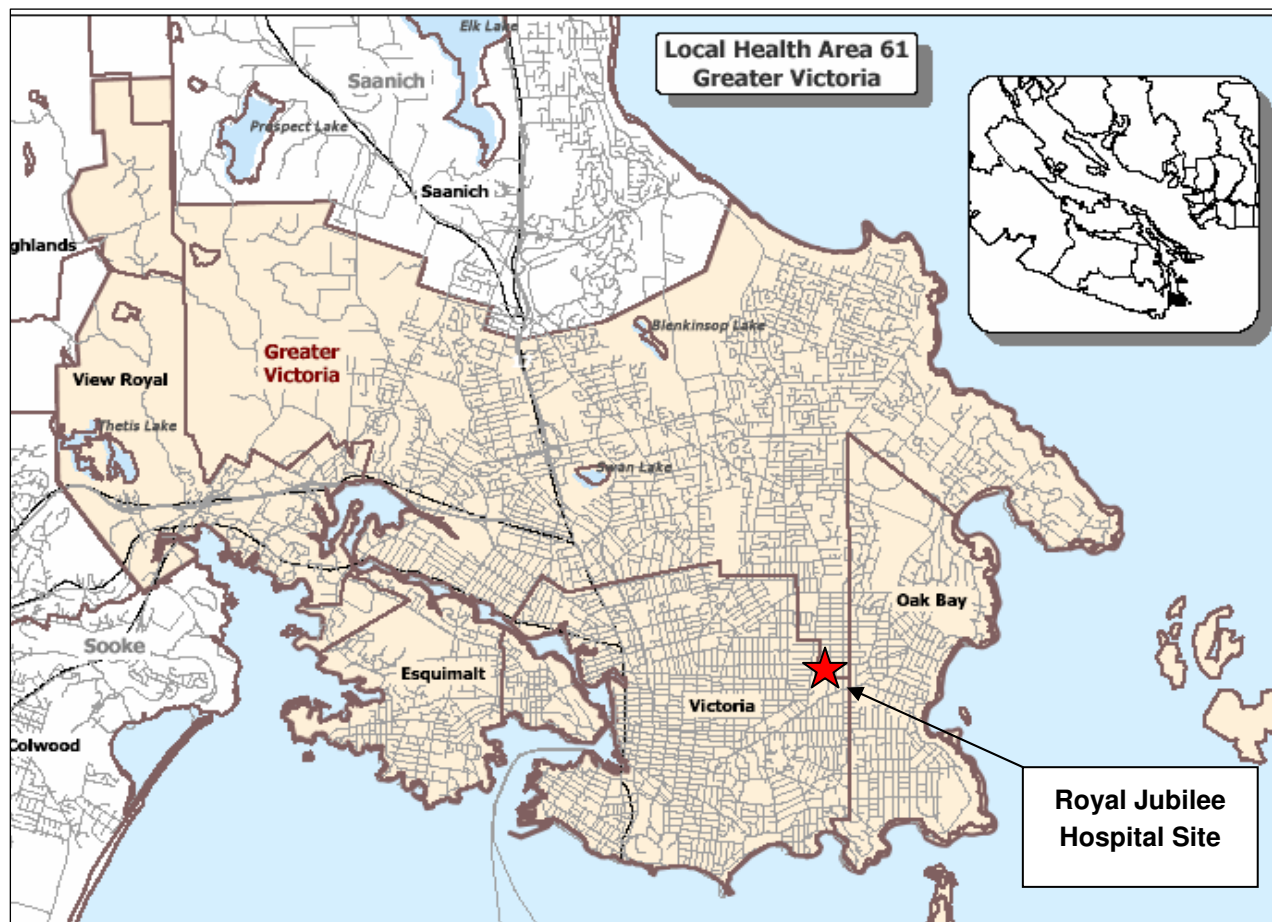 Elk Lake
Local Health Area 61
Greater Victoria
Saanich
Prospect Lake
Saanich
ghlands
Blenkinsop Lake
Greater
Victoria
View Royal
Thetis Lake
Swan Lake
Oak Bay
Sooke
Esquimalt
Victoria
Colwood
Royal Jubilee
Hospital Site